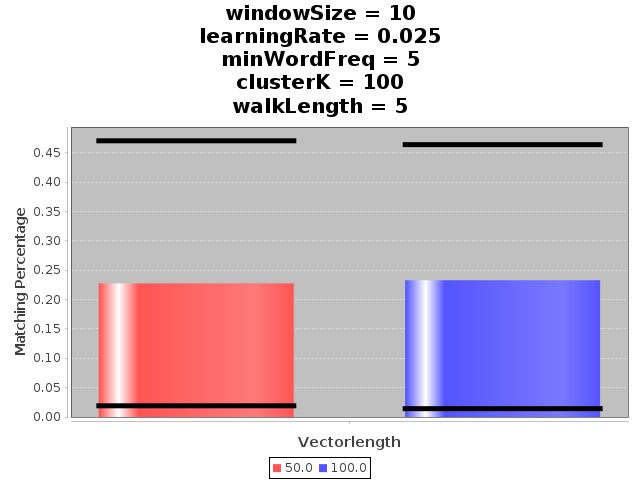 windowSize = 10
learningRate = 0.025
minWordFreq = 5
clusterK = 100
walkLength = 5
Matching Percentage
0.45
0.40
0.35
0.30
0.25
0.20
0.15
0.10
0.05
0.00
Vectorlength
50.0 100.0